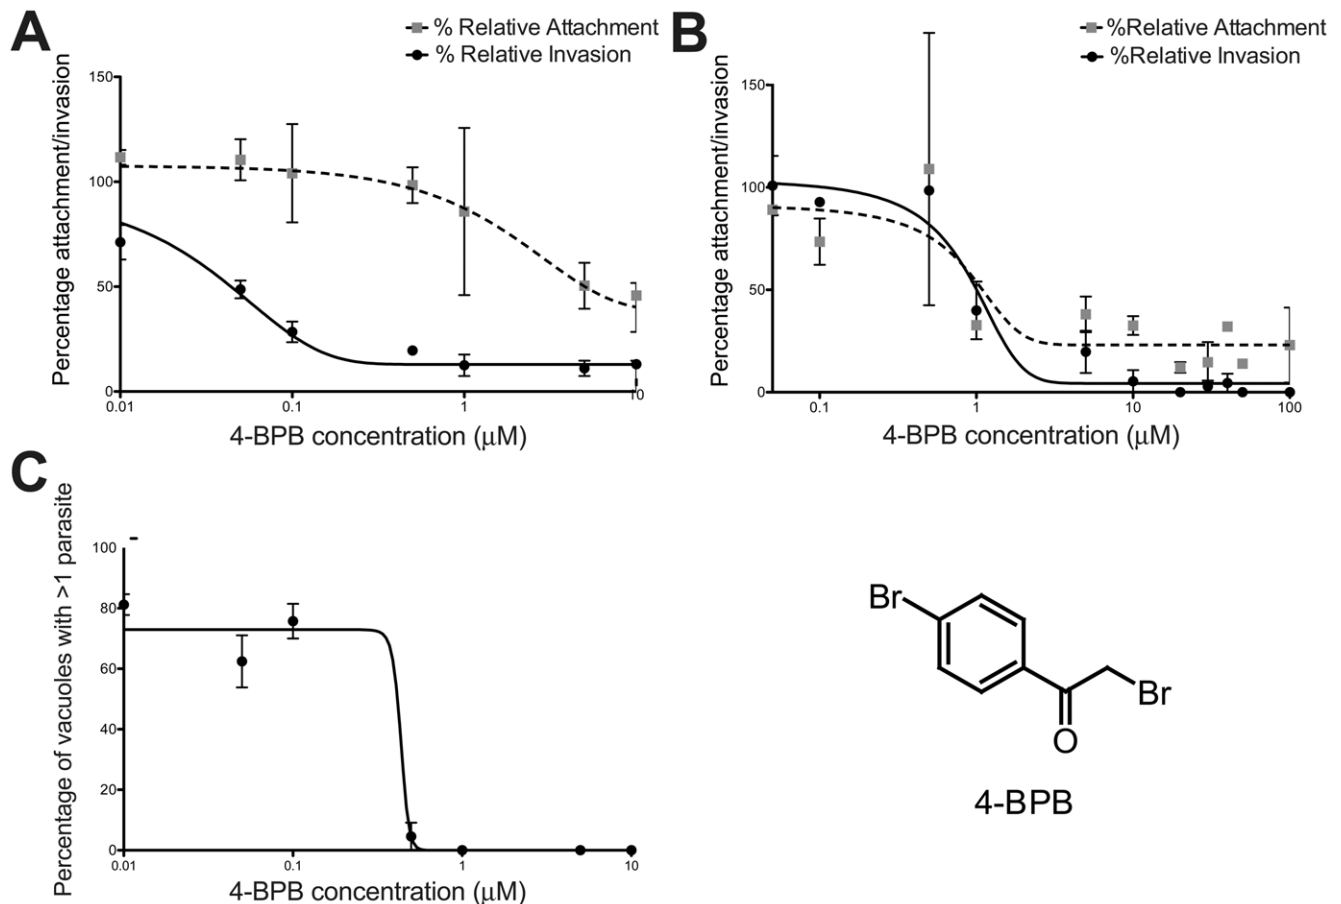 A
% Relative Attachment
% Relative Invasion
Percentage attachment/invasion
150
100
50
0
0.01
0.1
1
10
4-BPB concentration (μM)
B
%Relative Attachment
%Relative Invasion
Percentage attachment/invasion
150
100
50
0
0.1
1
10
100
4-BPB concentration (μM)
C
Percentage of vacuoles with >1 parasite
100
80
60
40
20
0
0.01
0.1
1
10
4-BPB concentration (μM)
Br
Br
O
4-BPB